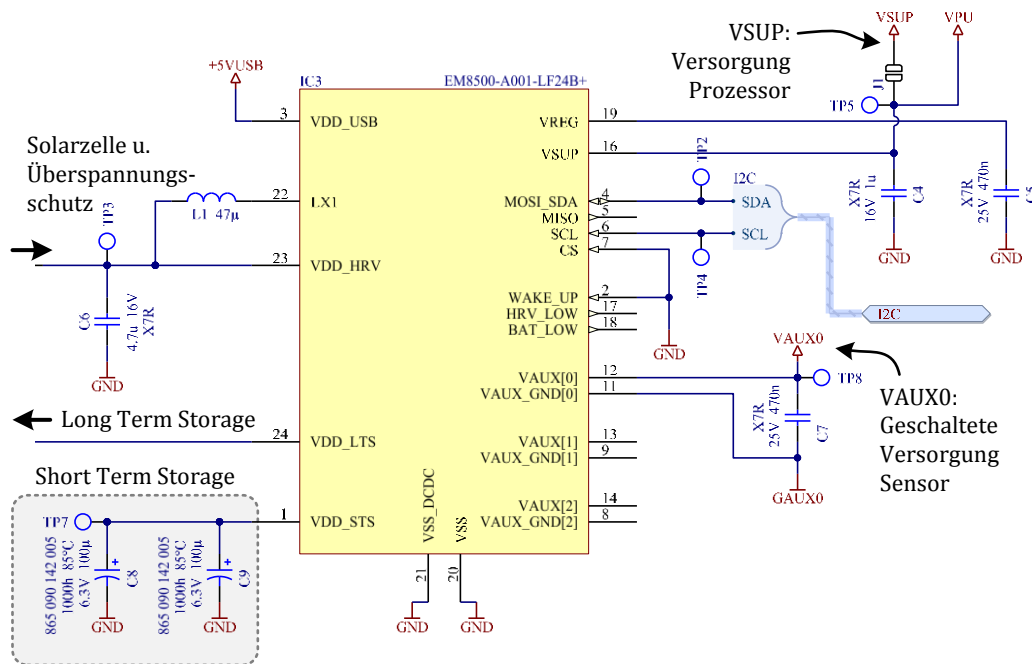 VSUP:
Versorgung
Prozessor
VSUP
VPU
J1
TP5
+5VUSB
IC3
EM8500-A001-LF24B+
3
VDD_USB
VREG
19
VSUP
16
Solarzelle u.
Überspannungs-
schutz
TP3
22
LX1
L1 47µ
23
VDD_HRV
C6
4.7u 16V
X7R
GND
TP2
I2C
MOSI_SDA
4
SDA
MISO
5
SCL
6
SCL
CS
7
TP4
X7R
16V 1u
C4
GND
X7R
25V 470n
C5
GND
WAKE_UP
2
HRV_LOW
17
BAT_LOW
18
GND
I2C
VAUX0
VAUX[0]
12
TP8
VAUX_GND[0]
11
X7R
25V 470n
C7
GAUX0
VAUX0:
Geschaltete
Versorgung
Sensor
Long Term Storage
24
VDD_LTS
VAUX[1]
13
VAUX_GND[1]
9
Short Term Storage
TP7
1
VDD_STS
VAUX[2]
14
VAUX_GND[2]
8
VSS_DCDC
VSS
21
20
GND
GND
865 090 142 005
1000h 85°C
6.3V 100µ
C8
GND
865 090 142 005
1000h 85°C
6.3V 100µ
C9
GND